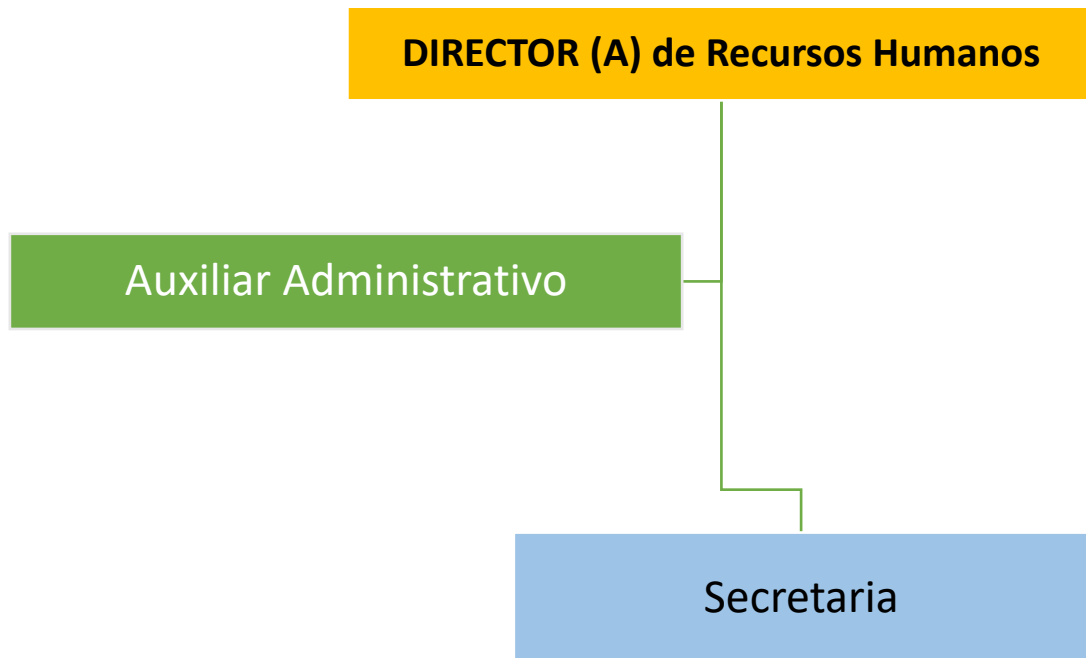 DIRECTOR (A) de Recursos Humanos
Auxiliar Administrativo
Secretaria